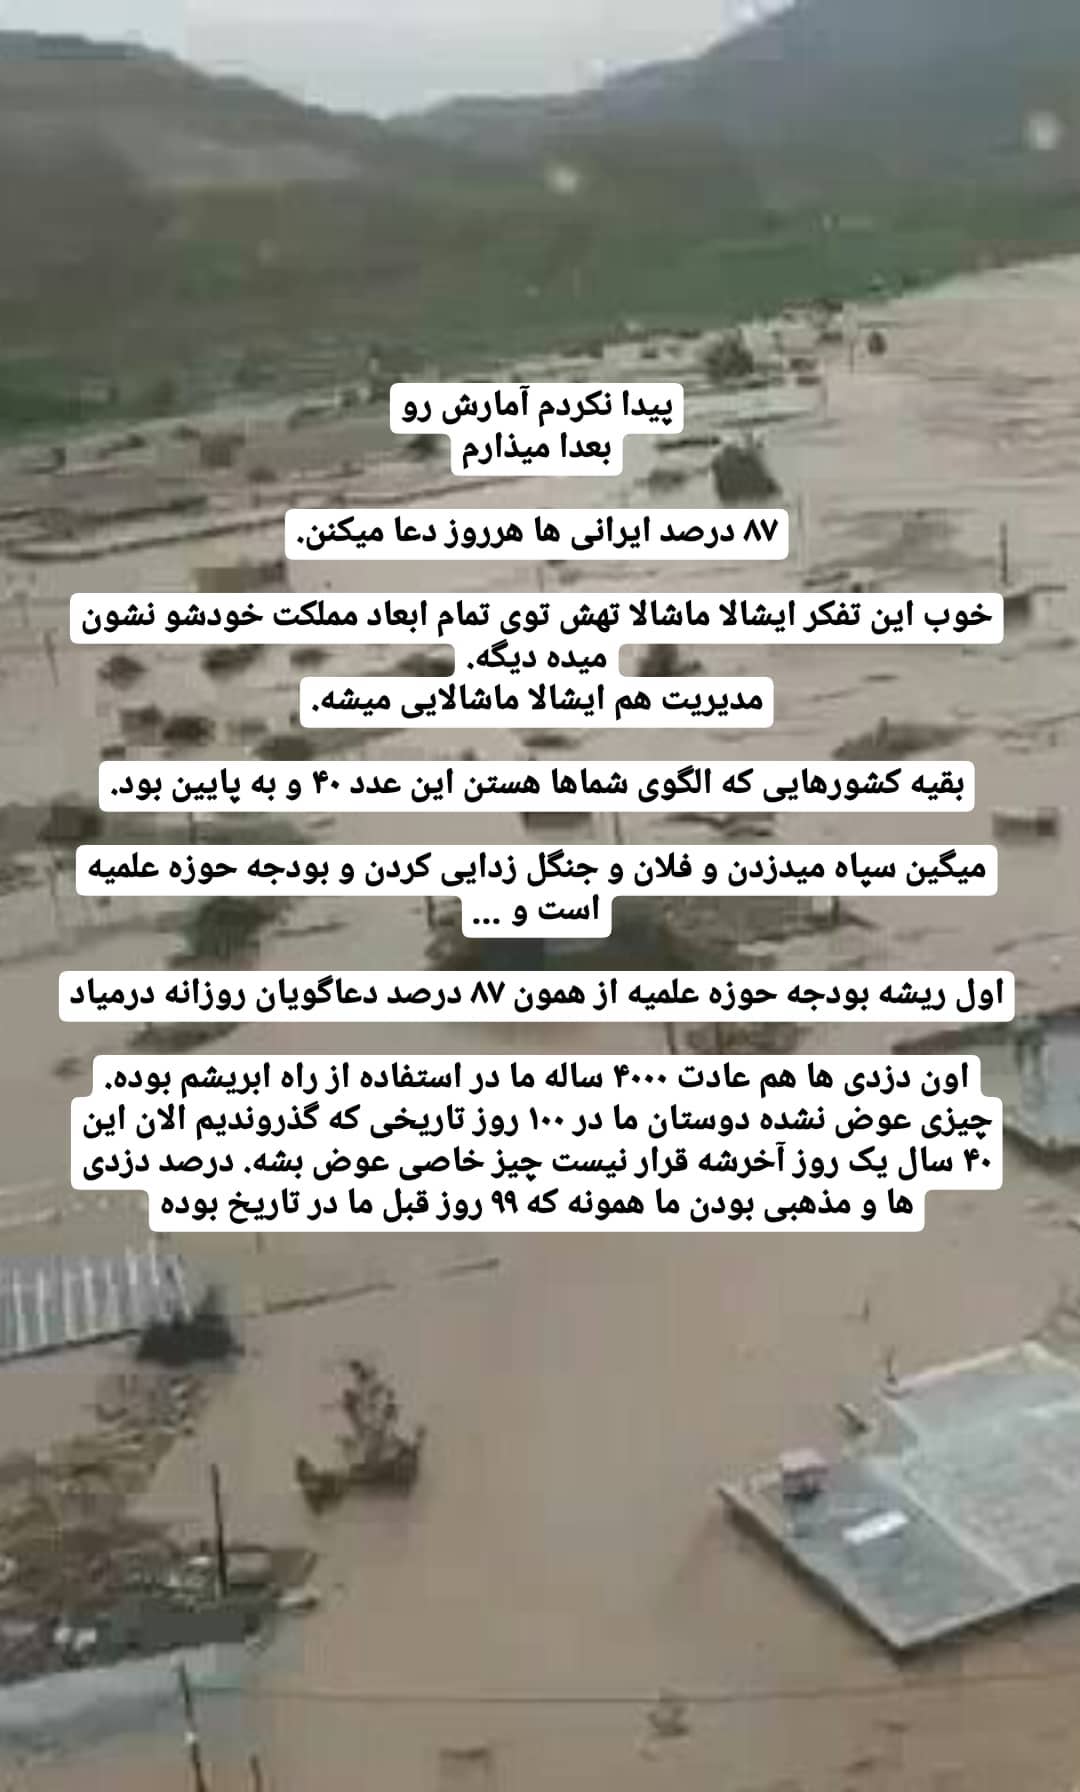 پیدا نکردم آمارش رو
بعدا میذارم
۸۷ درصد ایرانی ها هرروز دعا میکنن.
خوب این تفکر ایشالا ماشالا تهش توی تمام ابعاد مملکت خودشو نشون
میده دیگه.
مدیریت هم ایشالا ماشالایی میشه.
بقیه کشورهایی که الگوی شماها هستن این عدد ۴۰ و به پایین بود.
میگین سپاه میدزدن و فلان و جنگل زدایی کردن و بودجه حوزه علمیه
است و ...
اول ریشه بودجه حوزه علمیه از همون ۸۷ درصد دعاگویان روزانه درمیاد
اون دزدی ها هم عادت ۴۰۰۰ ساله ما در استفاده از راه ابریشم بوده.
چیزی عوض نشده دوستان ما در ۱۰۰ روز تاریخی که گذروندیم الان این
۴۰ سال یک روز آخرشه قرار نیست چیز خاصی عوض بشه. درصد دزدی
ها و مذهبی بودن ما همونه که ۹۹ روز قبل ما در تاریخ بوده